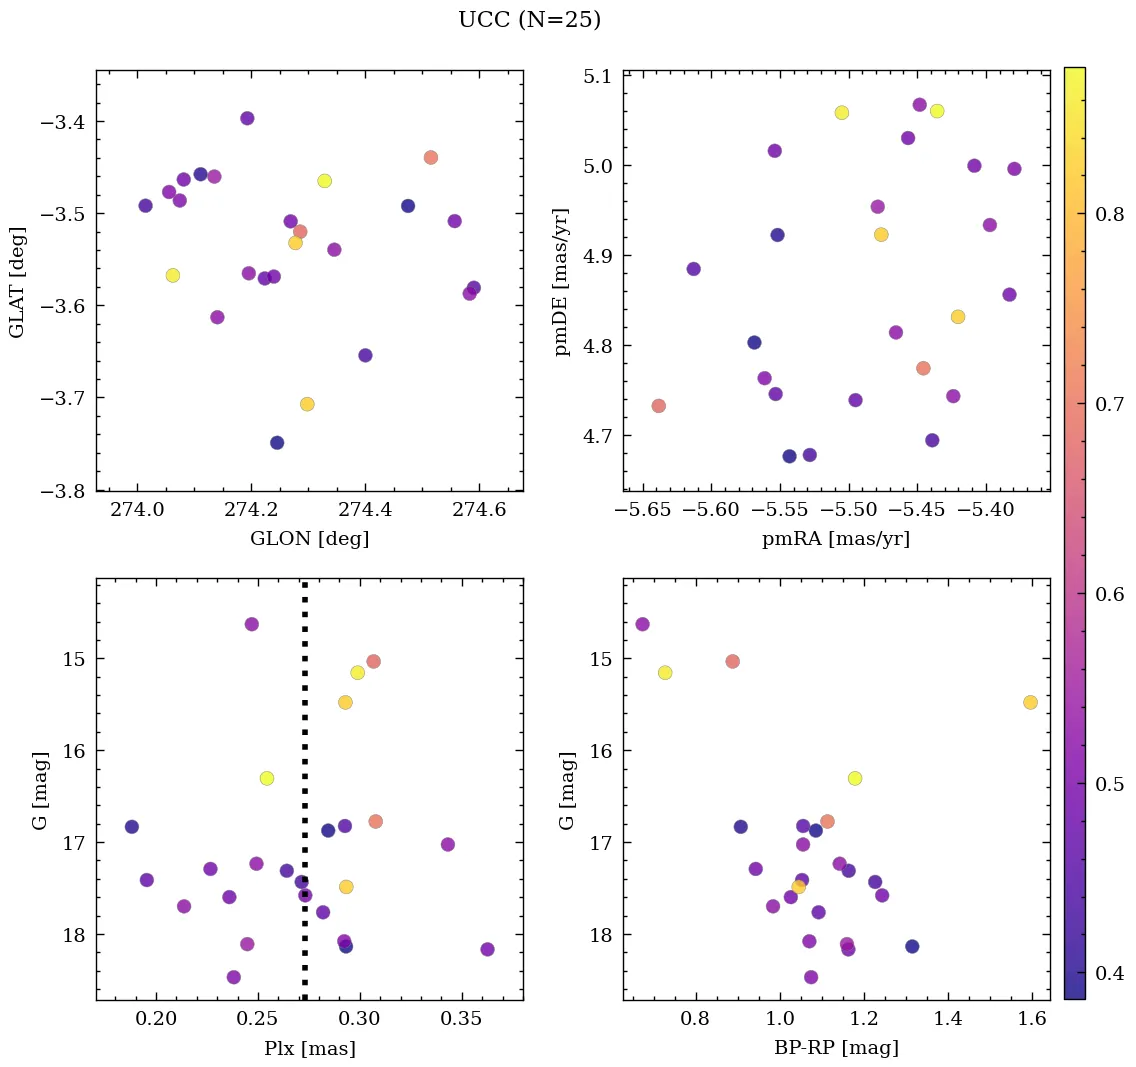 UCC (N=25)
−3.4
−3.5
−3.6
−3.7
−3.8
GLAT [deg]
274.0 274.2 274.4 274.6
GLON [deg]
5.1
5.0
4.9
4.8
4.7
pmDE [mas/yr]
−5.65 −5.60 −5.55 −5.50 −5.45 −5.40
pmRA [mas/yr]
15
16
17
18
G [mag]
0.20 0.25 0.30 0.35
Plx [mas]
15
16
17
18
G [mag]
0.8 1.0 1.2 1.4 1.6
BP-RP [mag]
0.8
0.7
0.6
0.5
0.4